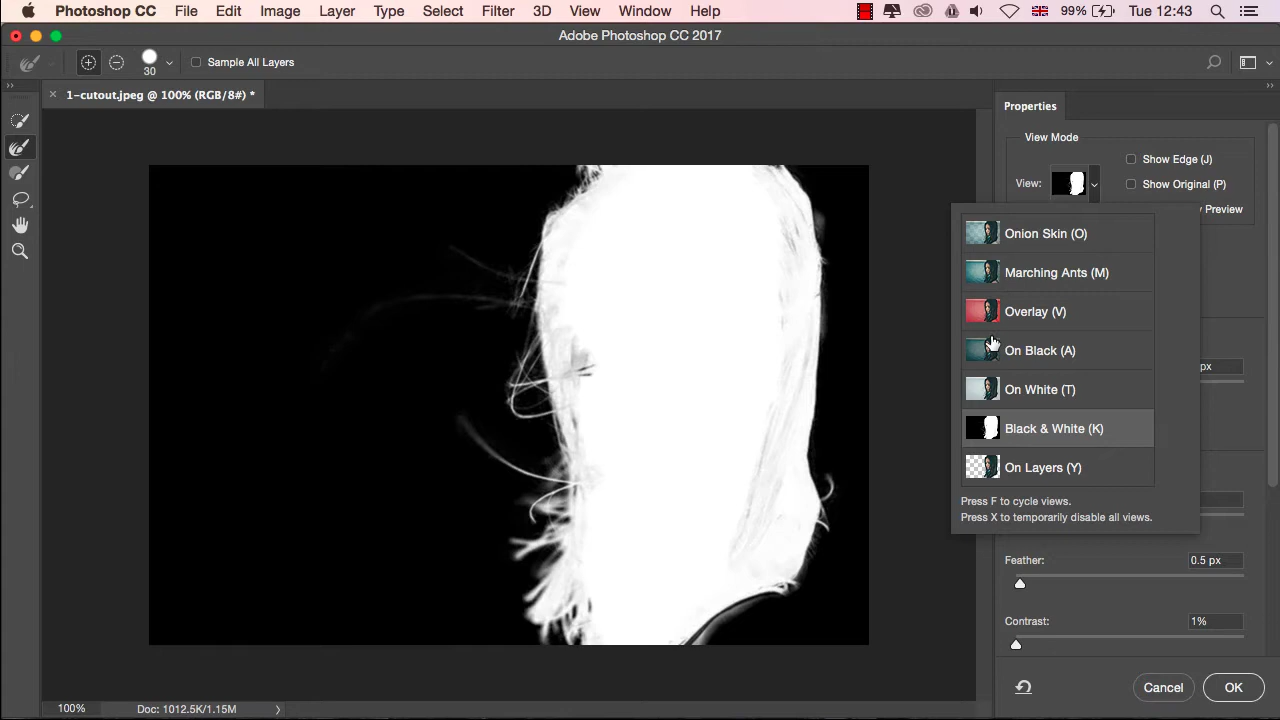 Photoshop CC File Edit Image Layer Type Select Filter 3D View Window Help 99% Tue 12:43
Adobe Photoshop CC 2017
30 Sample All Layers
1-cutout.jpeg @ 100% (RGB/8#) *
Properties
View Mode
Show Edge (J)
View:
Show Original (P)
Preview
Onion Skin (O)
Marching Ants (M)
Overlay (V)
On Black (A)
px
On White (T)
Black & White (K)
On Layers (Y)
Press F to cycle views.
Press X to temporarily disable all views.
Feather: 0.5 px
Contrast: 1%
Cancel OK
100% Doc: 1012.5K/1.15M